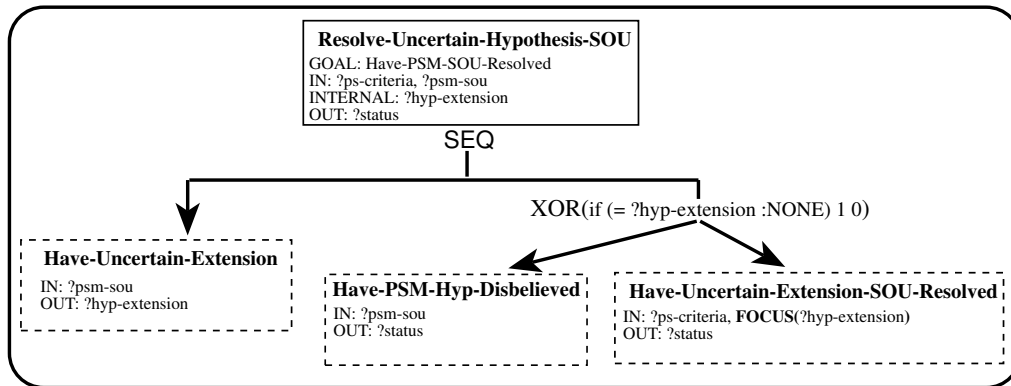 Resolve-Uncertain-Hypothesis-SOU
GOAL: Have-PSM-SOU-Resolved
IN: ?ps-criteria, ?psm-sou
INTERNAL: ?hyp-extension
OUT: ?status
SEQ
XOR(if (= ?hyp-extension :NONE) 1 0)
Have-Uncertain-Extension
IN: ?psm-sou
OUT: ?hyp-extension
Have-PSM-Hyp-Disbelieved
IN: ?psm-sou
OUT: ?status
Have-Uncertain-Extension-SOU-Resolved
IN: ?ps-criteria, FOCUS(?hyp-extension)
OUT: ?status